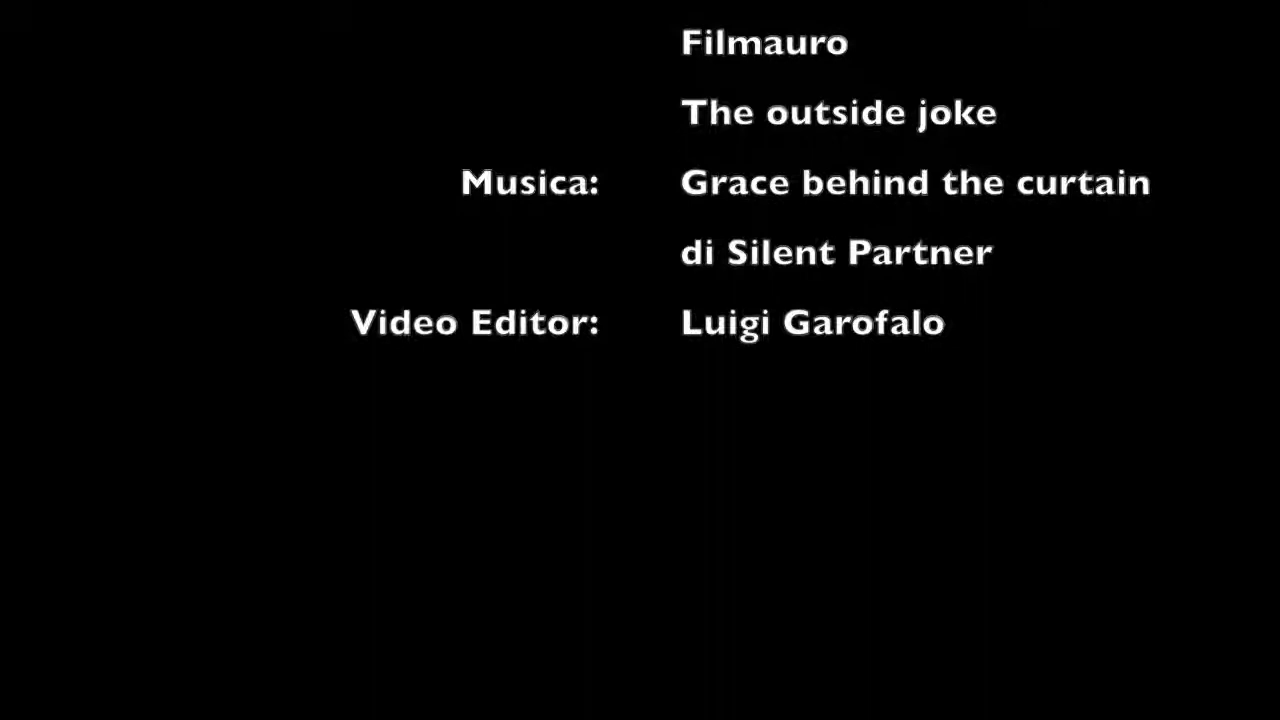 Filmauro
The outside joke
Musica: Grace behind the curtain
di Silent Partner
Video Editor: Luigi Garofalo